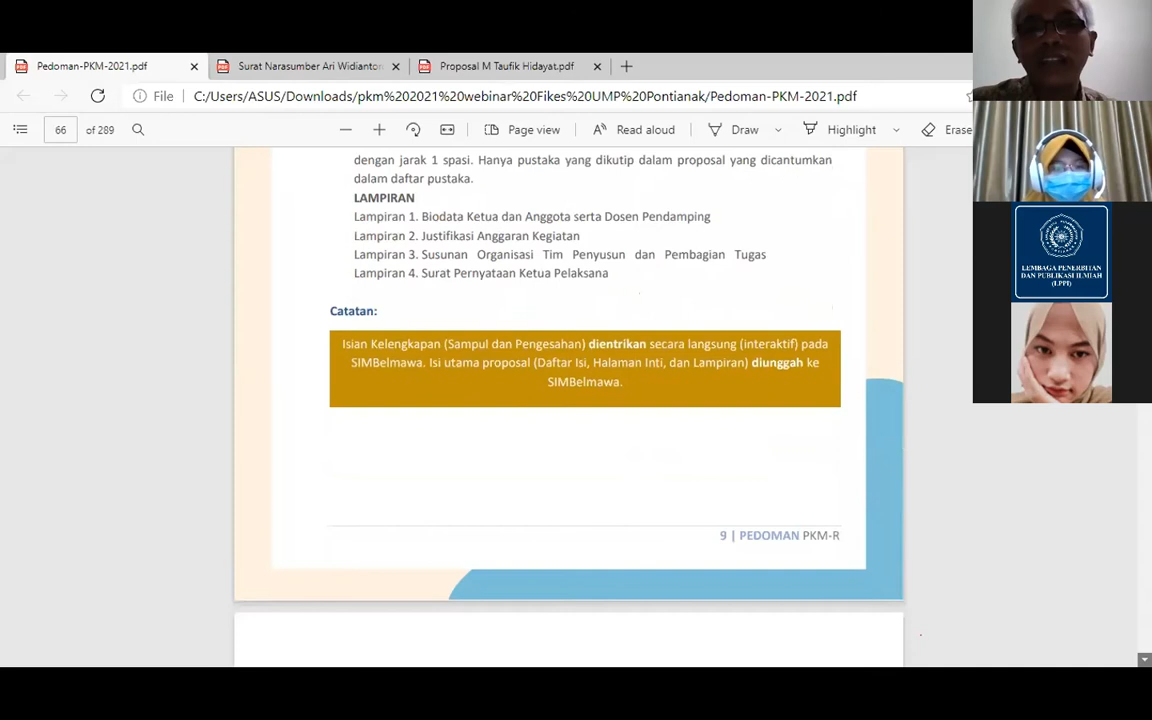 Pedoman-PKM-2021.pdf
Surat Narasumber Ari Widiantor
Proposal M Taufik Hidayat.pdf
File
C:/Users/ASUS/Downloads/pkm%202021%20webinar%20Fikes%20UMP%20Pontianak/Pedoman-PKM-2021.pdf
66 of 289
Page view
Read aloud
Draw
Highlight
Erase
dengan jarak 1 spasi. Hanya pustaka yang dikutip dalam proposal yang dicantumkan
dalam daftar pustaka.
LAMPIRAN
Lampiran 1. Biodata Ketua dan Anggota serta Dosen Pendamping
Lampiran 2. Justifikasi Anggaran Kegiatan
Lampiran 3. Susunan Organisasi Tim Penyusun dan Pembagian Tugas
Lampiran 4. Surat Pernyataan Ketua Pelaksana
Catatan:
Isian Kelengkapan (Sampul dan Pengesahan) dientrikan secara langsung (interaktif) pada
SIMBelmawa. Isi utama proposal (Daftar Isi, Halaman Inti, dan Lampiran) diunggah ke
SIMBelmawa.
9 | PEDOMAN PKM-R
LEMBAGA PENERBITAN
DAN PUBLIKASI ILMIAH
(LPPI)